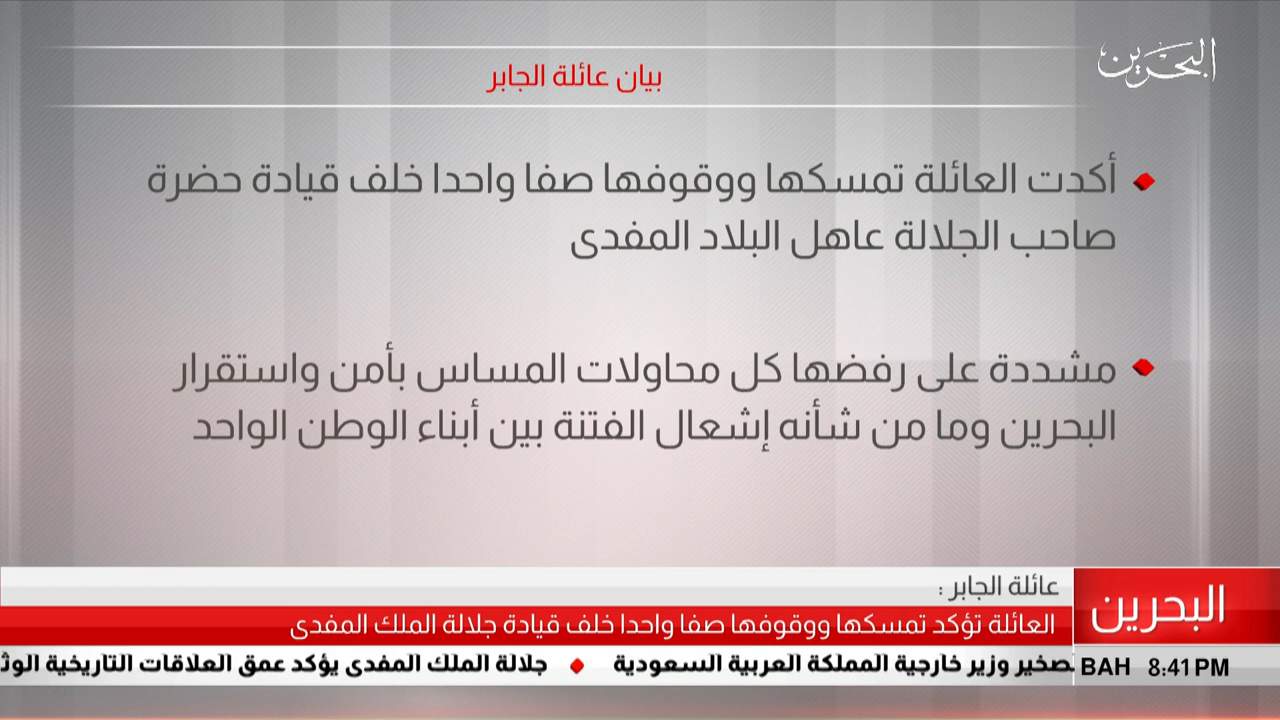 البحرين
بيان عائلة الجابر
أكدت العائلة تمسكها ووقوفها صفا واحدا خلف قيادة حضرة
صاحب الجلالة عاهل البلاد المفدى
مشددة على رفضها كل محاولات المساس بأمن واستقرار
البحرين وما من شأنه إشعال الفتنة بين أبناء الوطن الواحد
عائلة الجابر :
البحرين
العائلة تؤكد تمسكها ووقوفها صفا واحدا خلف قيادة جلالة الملك المفدى
BAH 8:41 PM
صخير وزير خارجية المملكة العربية السعودية ♦ جلالة الملك المفدى يؤكد عمق العلاقات التاريخية